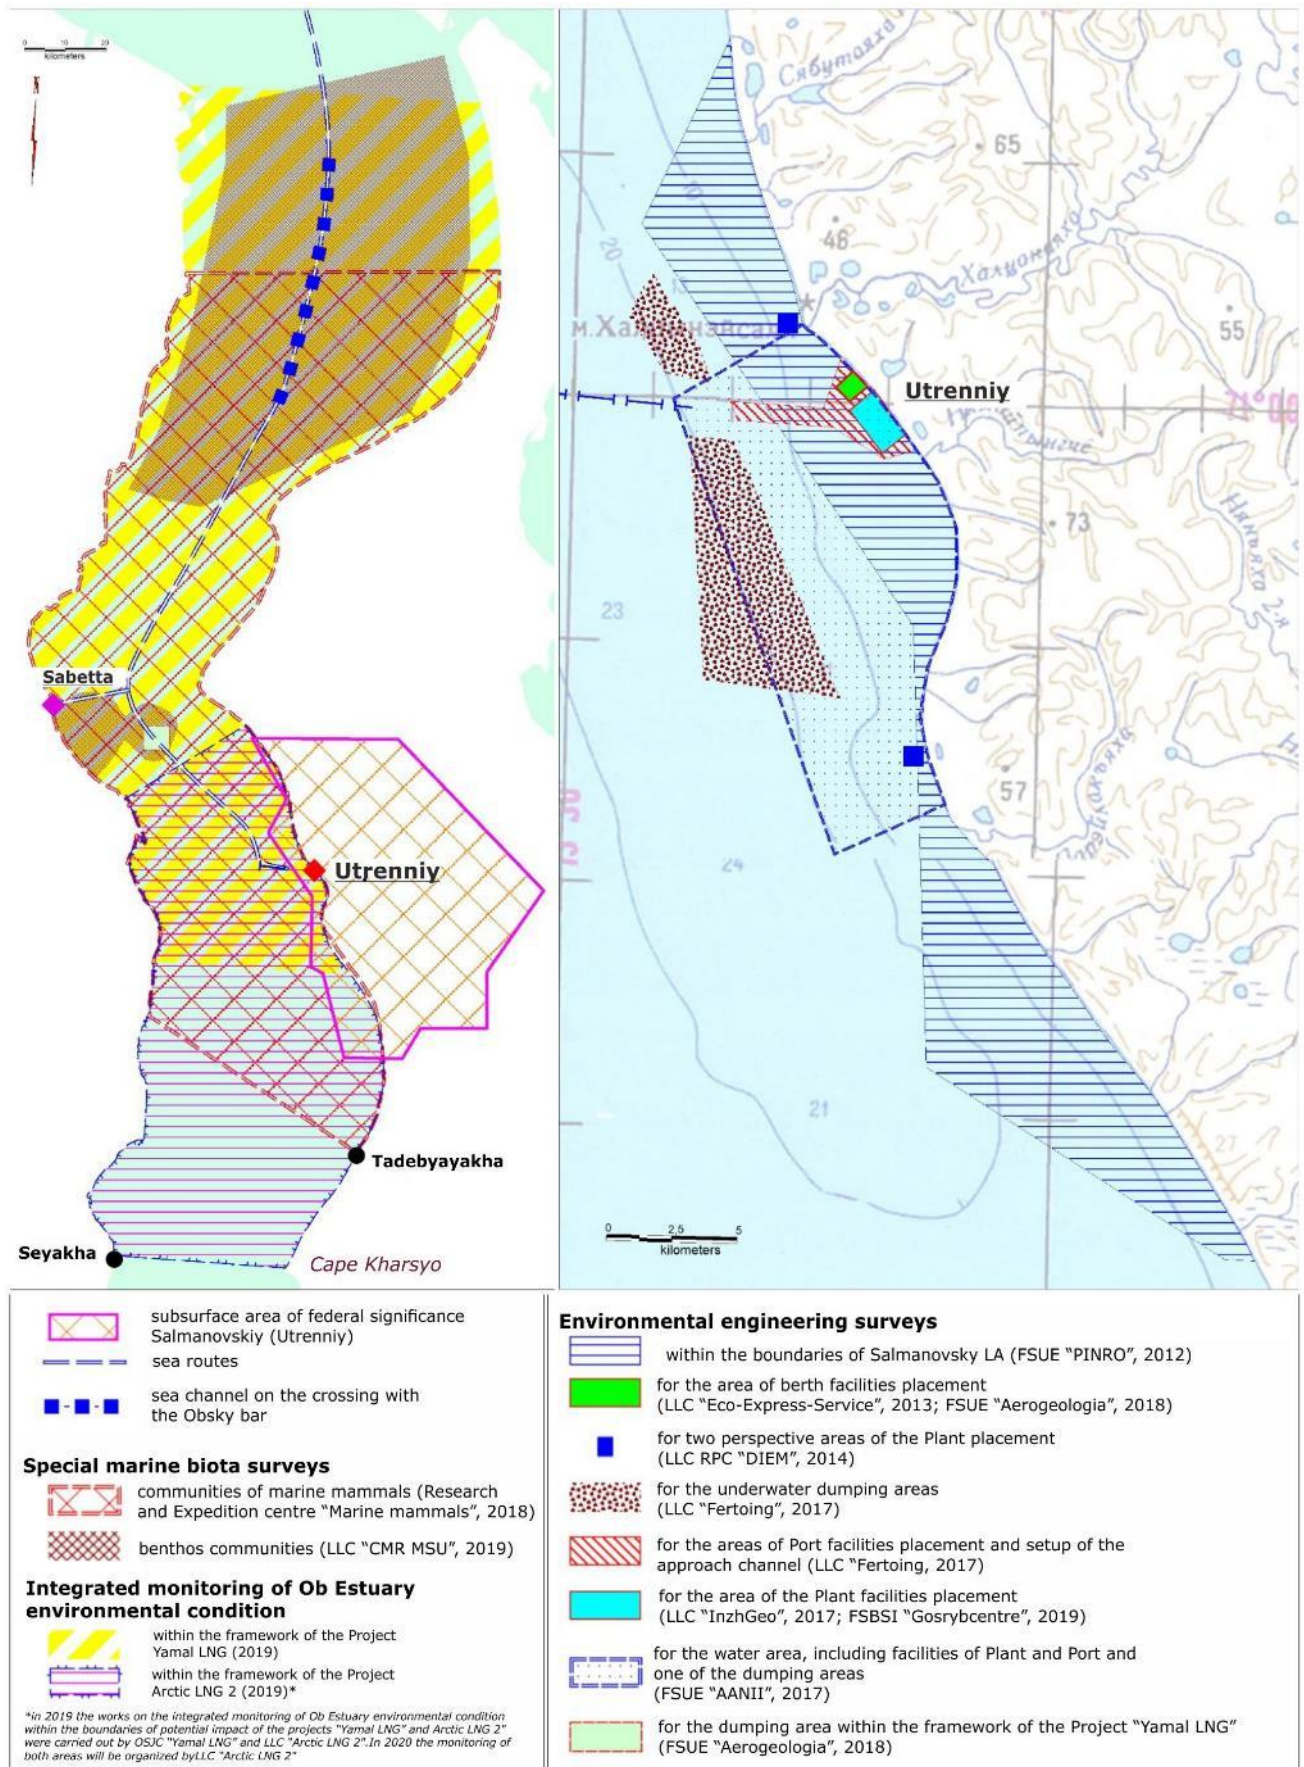 0 10 20
kilometers
N
Sabetta
Utrenniy
Tadebyayakha
Seyakha
Cape Kharsyo
Сябутаяха
65
10
46
20
Халцыонаяха
м.Хал
7
55
Utrenniy
71°00
73
Няньяха 2-я
23
57
24
21
27
0 2,5 5
kilometers
subsurface area of federal significance
Salmanovskiy (Utrenniy)
sea routes
sea channel on the crossing with
the Obsky bar
Special marine biota surveys
communities of marine mammals (Research
and Expedition centre “Marine mammals”, 2018)
benthos communities (LLC “CMR MSU”, 2019)
Integrated monitoring of Ob Estuary
environmental condition
within the framework of the Project
Yamal LNG (2019)
within the framework of the Project
Arctic LNG 2 (2019)*
*in 2019 the works on the integrated monitoring of Ob Estuary environmental condition
within the boundaries of potential impact of the projects “Yamal LNG” and Arctic LNG 2”
were carried out by OSJC “Yamal LNG” and LLC “Arctic LNG 2”.In 2020 the monitoring of
both areas will be organized byLLC “Arctic LNG 2”
Environmental engineering surveys
within the boundaries of Salmanovsky LA (FSUE “PINRO”, 2012)
for the area of berth facilities placement
(LLC “Eco-Express-Service”, 2013; FSUE “Aerogeologia”, 2018)
for two perspective areas of the Plant placement
(LLC RPC “DIEM”, 2014)
for the underwater dumping areas
(LLC “Fertoing”, 2017)
for the areas of Port facilities placement and setup of the
approach channel (LLC “Fertoing, 2017)
for the area of the Plant facilities placement
(LLC “InzhGeo”, 2017; FSBSI “Gosrybcentre”, 2019)
for the water area, including facilities of Plant and Port and
one of the dumping areas
(FSUE “AANII”, 2017)
for the dumping area within the framework of the Project “Yamal LNG”
(FSUE “Aerogeologia”, 2018)